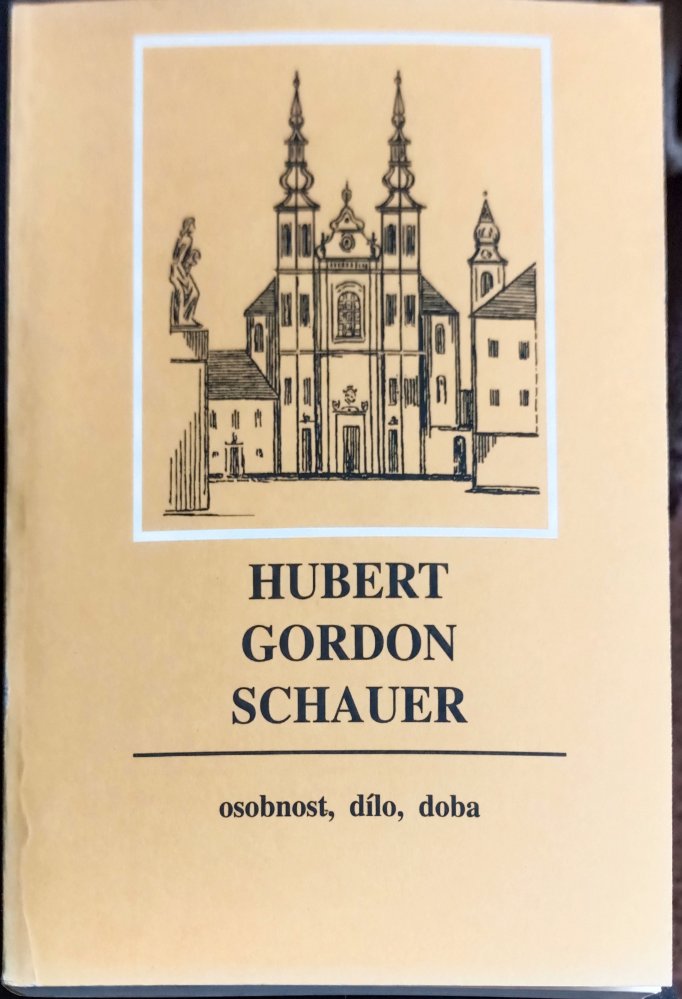 HUBERT
GORDON
SCHAUER
osobnost, dílo, doba